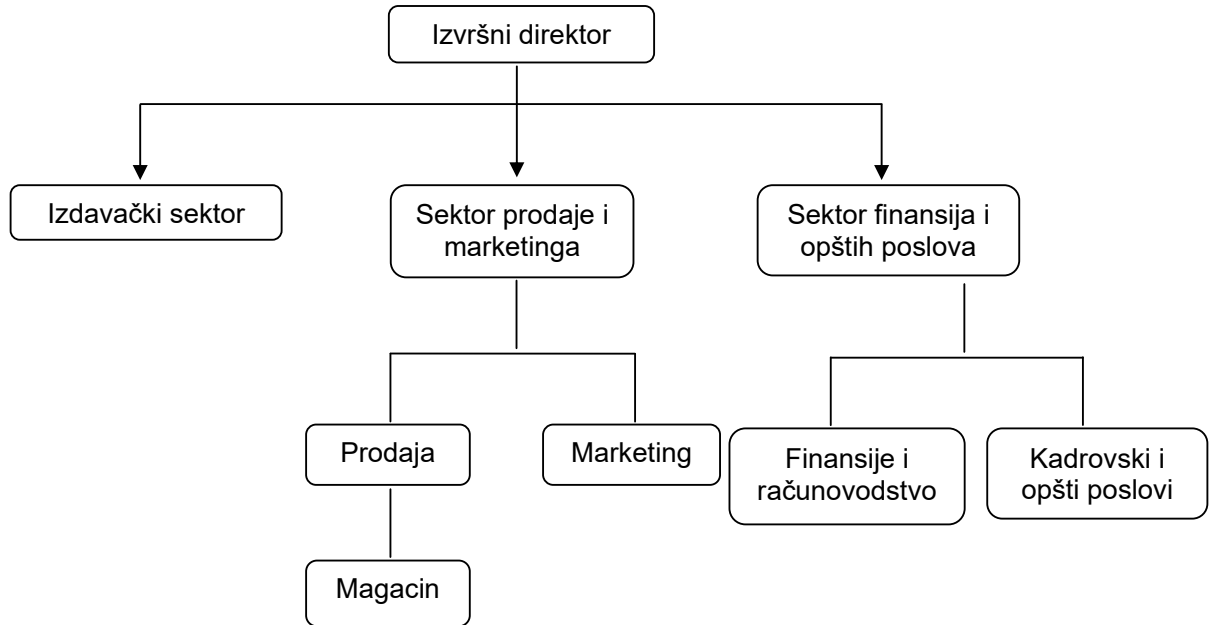 Izvršni direktor
Izdavački sektor
Sektor prodaje i
marketinga
Sektor finansija i
opštih poslova
Prodaja
Marketing
Finansije i
računovodstvo
Kadrovski i
opšti poslovi
Magacin